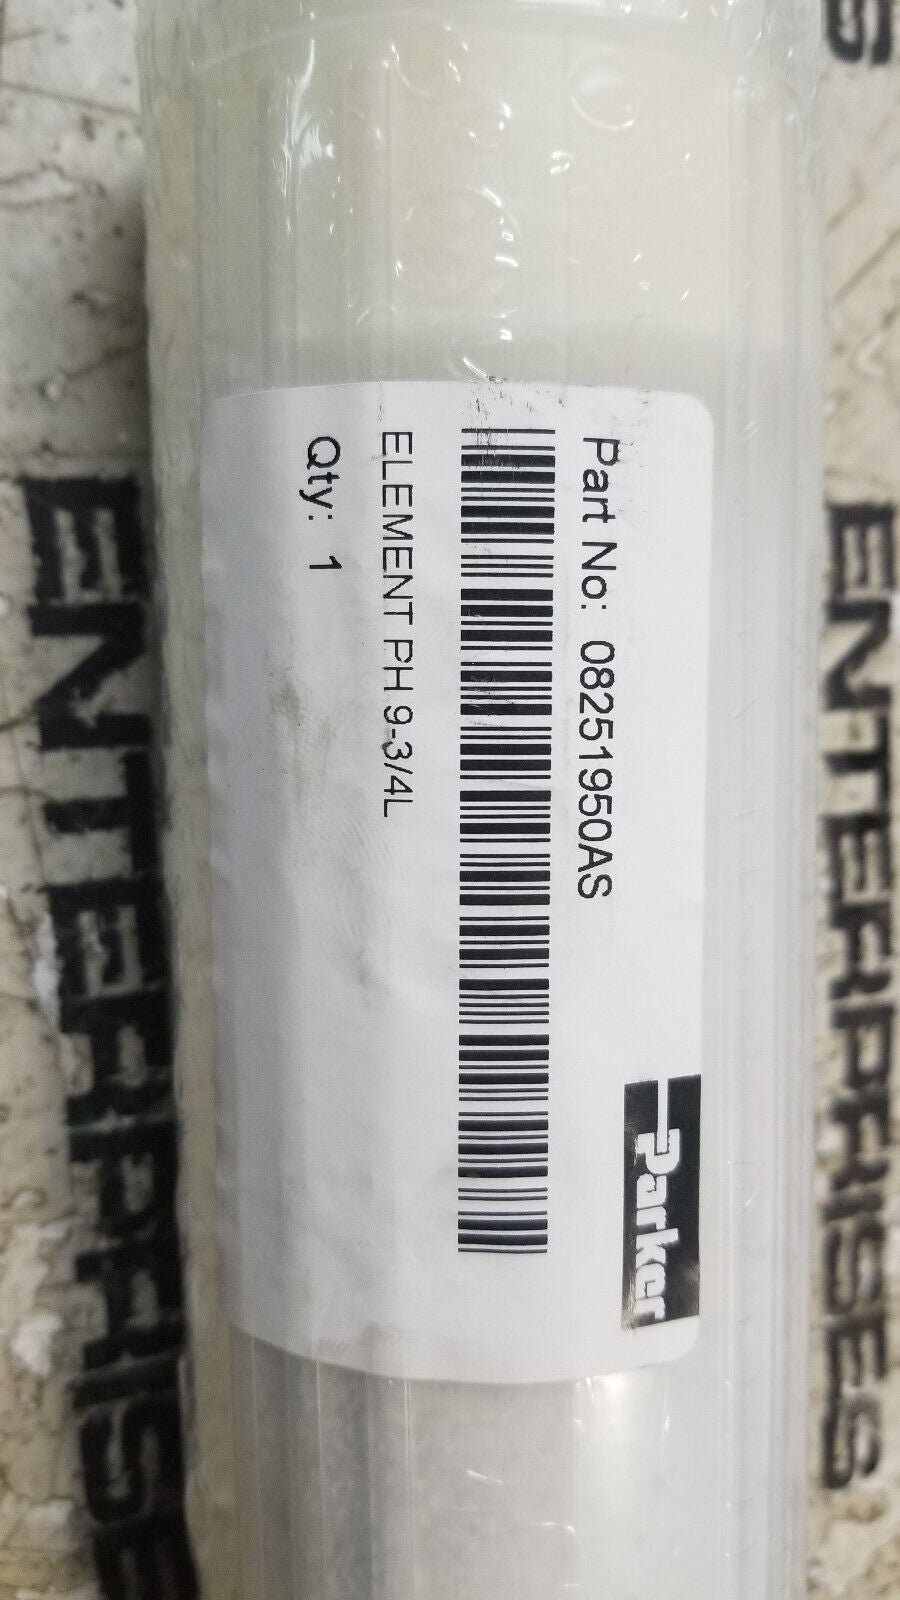 Part No: 08251950AS
Parker
ELEMENT PH 9-3/4L
Qty: 1
ENTERPRISES
ENTERPRISES